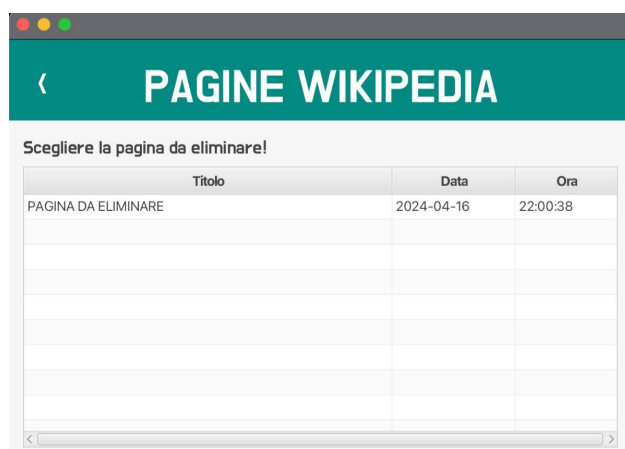 PAGINE WIKIPEDIA
Scegliere la pagina da eliminare!
Titolo Data Ora
PAGINA DA ELIMINARE 2024-04-16 22:00:38